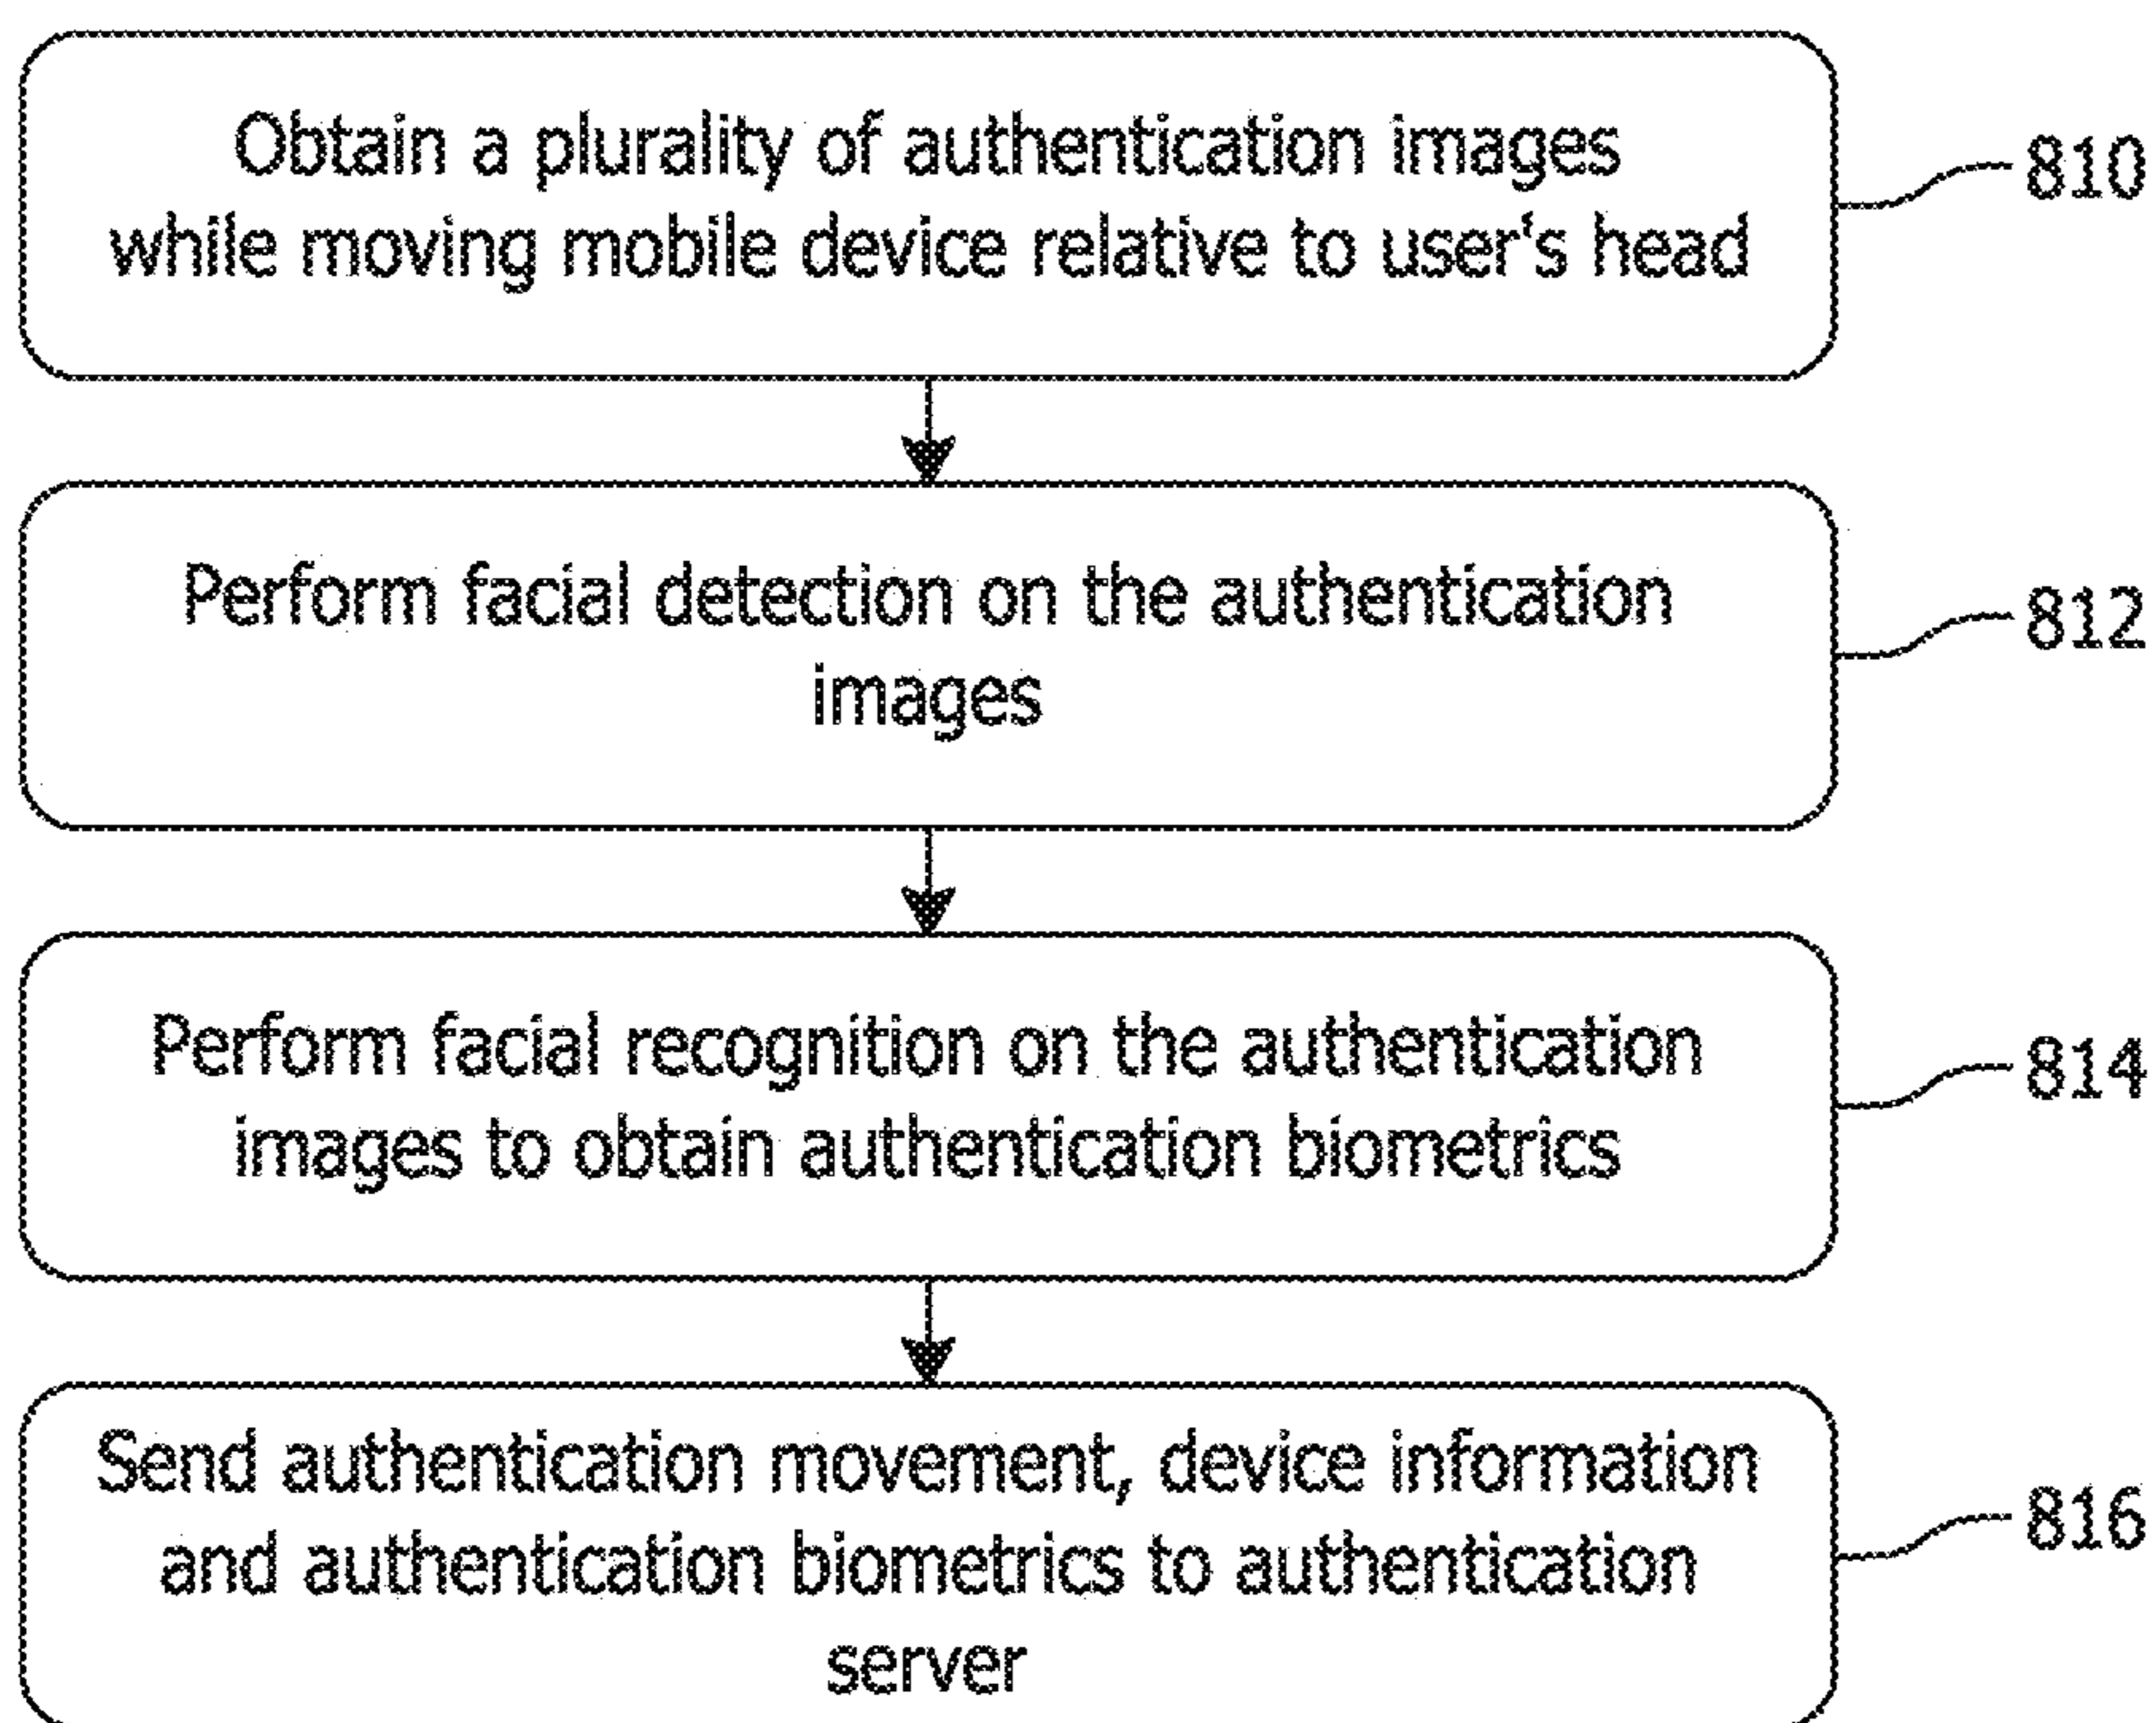 Obtain a plurality of authentication images
while moving mobile device relative to user's head
810
Perform facial detection on the authentication
images
812
Perform facial recognition on the authentication
images to obtain authentication biometrics
814
Send authentication movement, device information
and authentication biometrics to authentication
server
816